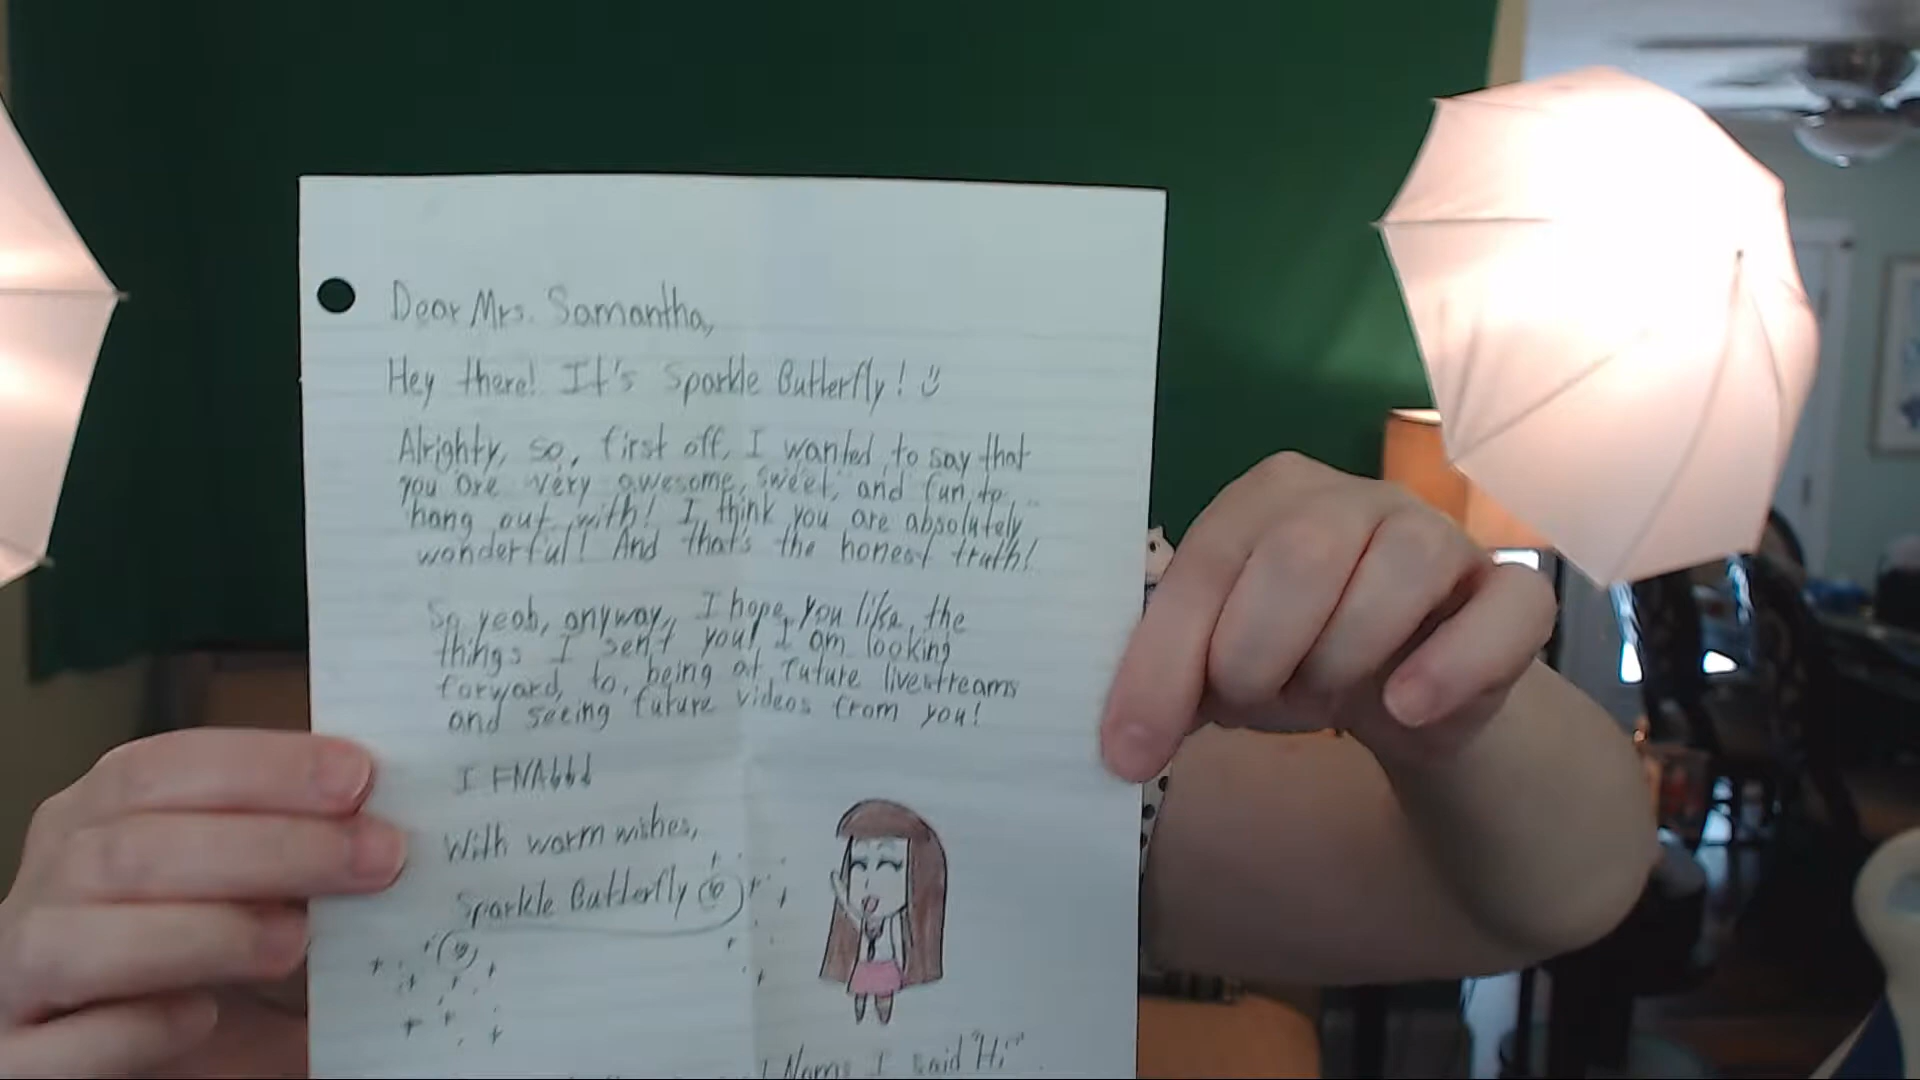 Dear Mrs. Samantha,
Hey there! It's Sparkle Butterfly! :)
Alrighty, so, first off, I wanted to say that
you are very awesome, sweet, and fun to
hang out with! I think you are absolutely
wonderful! And that's the honest truth!
So yeah, anyway, I hope you like the
things I sent you! I am looking
forward to being at future livestreams
and seeing future videos from you!
With warm wishes,
Sparkle Butterfly
I said "Hi"